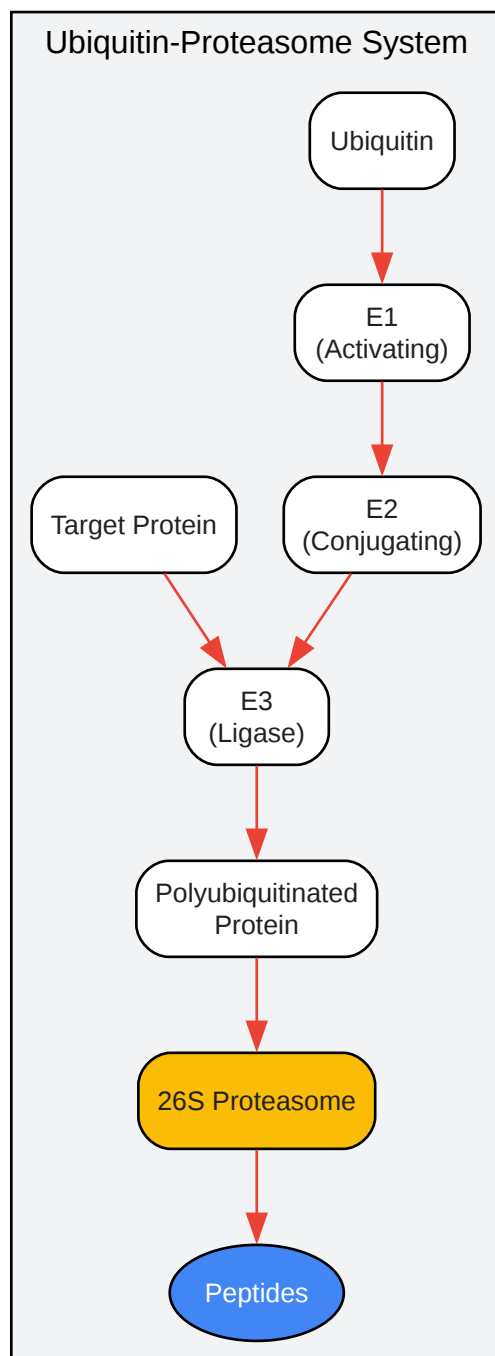 Ubiquitin-Proteasome System
Ubiquitin
E1
(Activating)
Target Protein
E2
(Conjugating)
E3
(Ligase)
Polyubiquitinated
Protein
26S Proteasome
Peptides